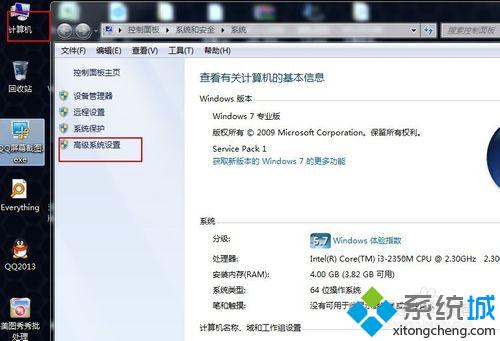 计算机
回收站
QQ屏幕截图.
exe
Everything
QQ2013
美图秀秀批
处理
控制面板 系统和安全 系统
搜索控制面板
文件(F) 编辑(E) 查看(V) 工具(T) 帮助(H)
控制面板主页
设备管理器
远程设置
系统保护
高级系统设置
查看有关计算机的基本信息
Windows 版本
Windows 7 专业版
版权所有 © 2009 Microsoft Corporation。保留所有权利。
Service Pack 1
获取新版本的 Windows 7 的更多功能
系统
分级: 5.7 Windows 体验指数
处理器: Intel(R) Core(TM) i3-2350M CPU @ 2.30GHz 2.30
安装内存(RAM): 4.00 GB (3.82 GB 可用)
系统类型: 64 位操作系统
笔和触摸: 没有可用于此
计算机名称、域和工作组设置
系统城
xitongcheng.com